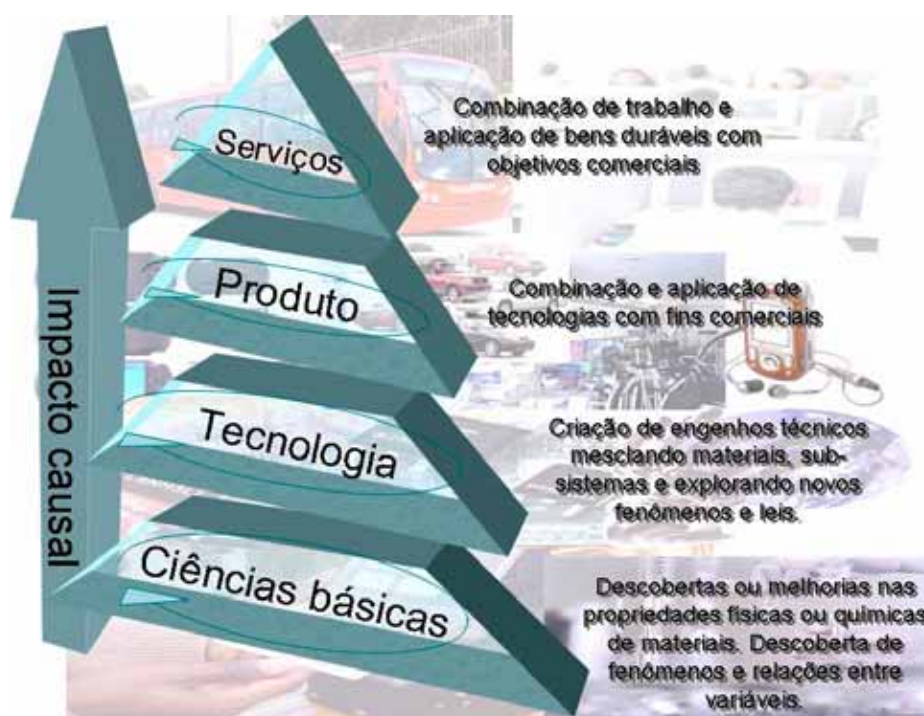 Serviços
Combinação de trabalho e
aplicação de bens duráveis com
objetivos comerciais
Produto
Combinação e aplicação de
tecnologias com fins comerciais
Tecnologia
Criação de engenhos técnicos
mesclando materiais, sub-
sistemas e explorando novos
fenômenos e leis.
Ciências básicas
Descobertas ou melhorias nas
propriedades físicas ou químicas
de materiais. Descoberta de
fenômenos e relações entre
variáveis.
Impacto causal